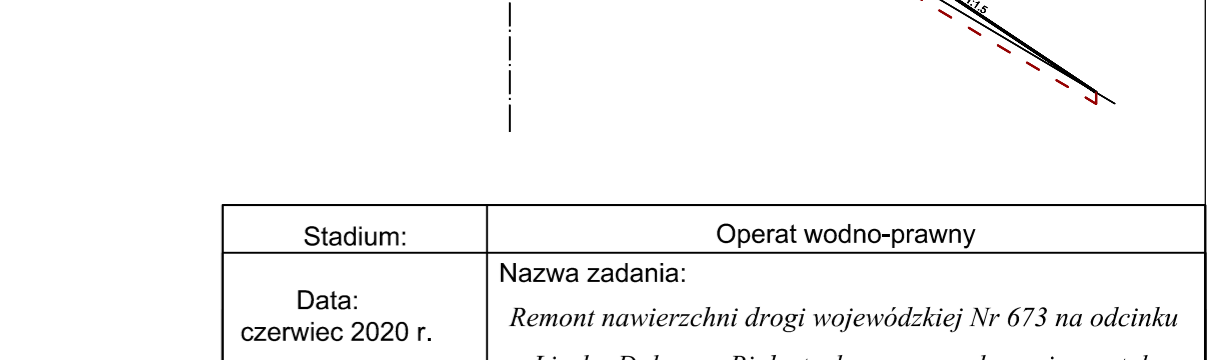 1:1.5
Stadium:
Operat wodno-prawny
Data:
czerwiec 2020 r.
Nazwa zadania:
Remont nawierzchni drogi wojewódzkiej Nr 673 na odcinku